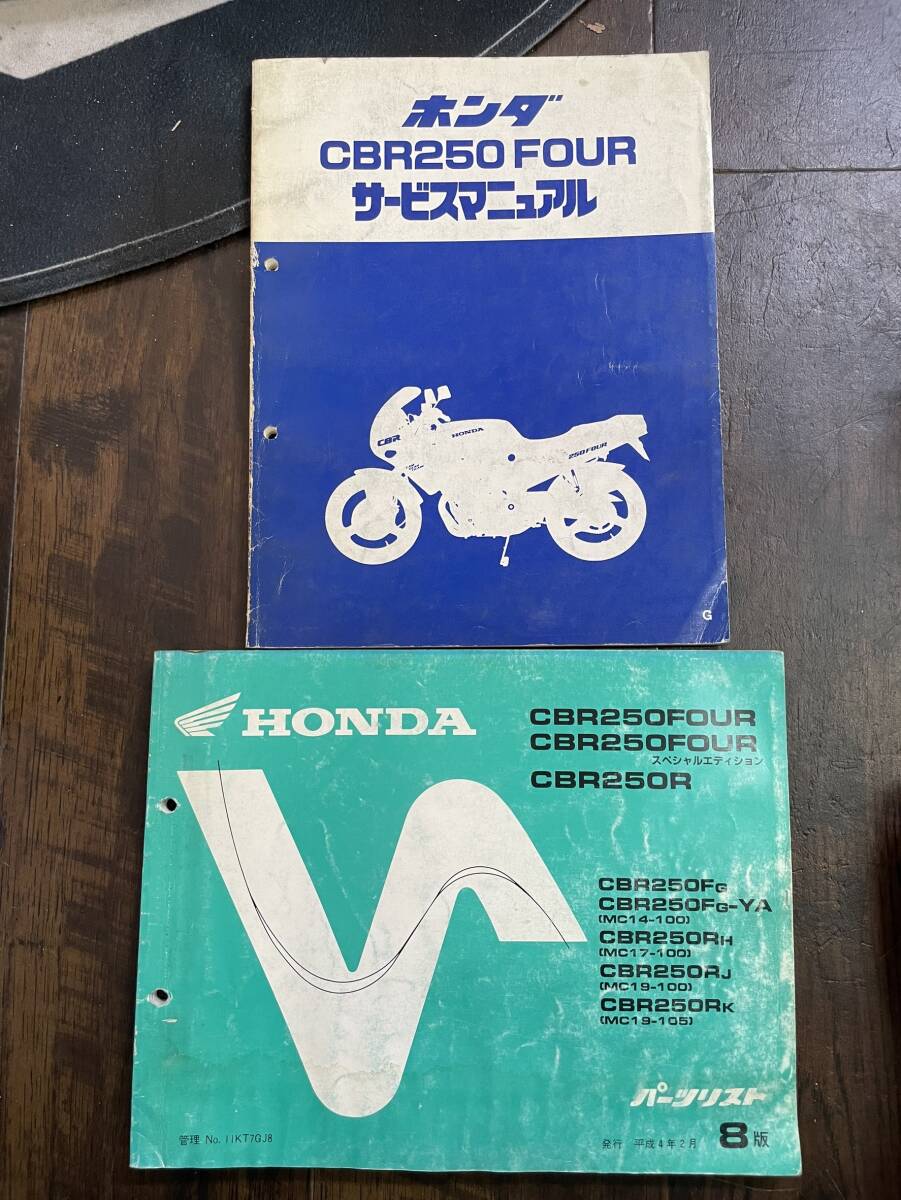 ホンダ
CBR250 FOUR
サービスマニュアル
CBR
HONDA
250 FOUR
G
HONDA
CBR250FOUR
CBR250FOUR
スペシャルエディション
CBR250R
CBR250FG
CBR250FG-YA
(MC14-100)
CBR250RH
(MC17-100)
CBR250RJ
(MC19-100)
CBR250RK
(MC19-105)
パーツリスト
管理 No. 11KT7GJ8
発行 平成4年2月 8版